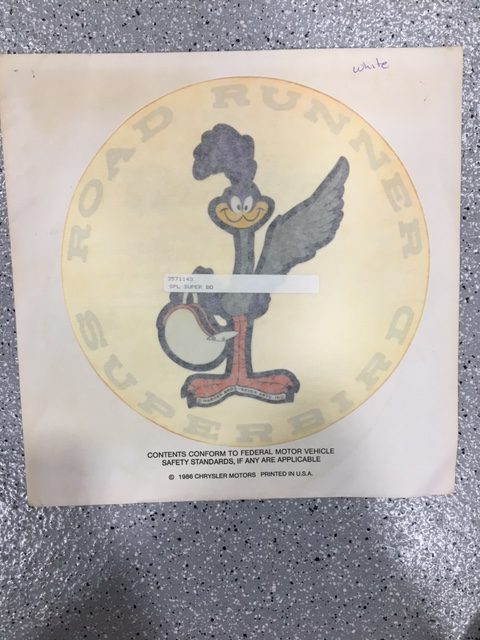 white
ROAD RUNNER
3571143
SPL SUPER BD
SUPERBIRD
CONTENTS CONFORM TO FEDERAL MOTOR VEHICLE
SAFETY STANDARDS, IF ANY ARE APPLICABLE
© 1986 CHRYSLER MOTORS PRINTED IN U.S.A.